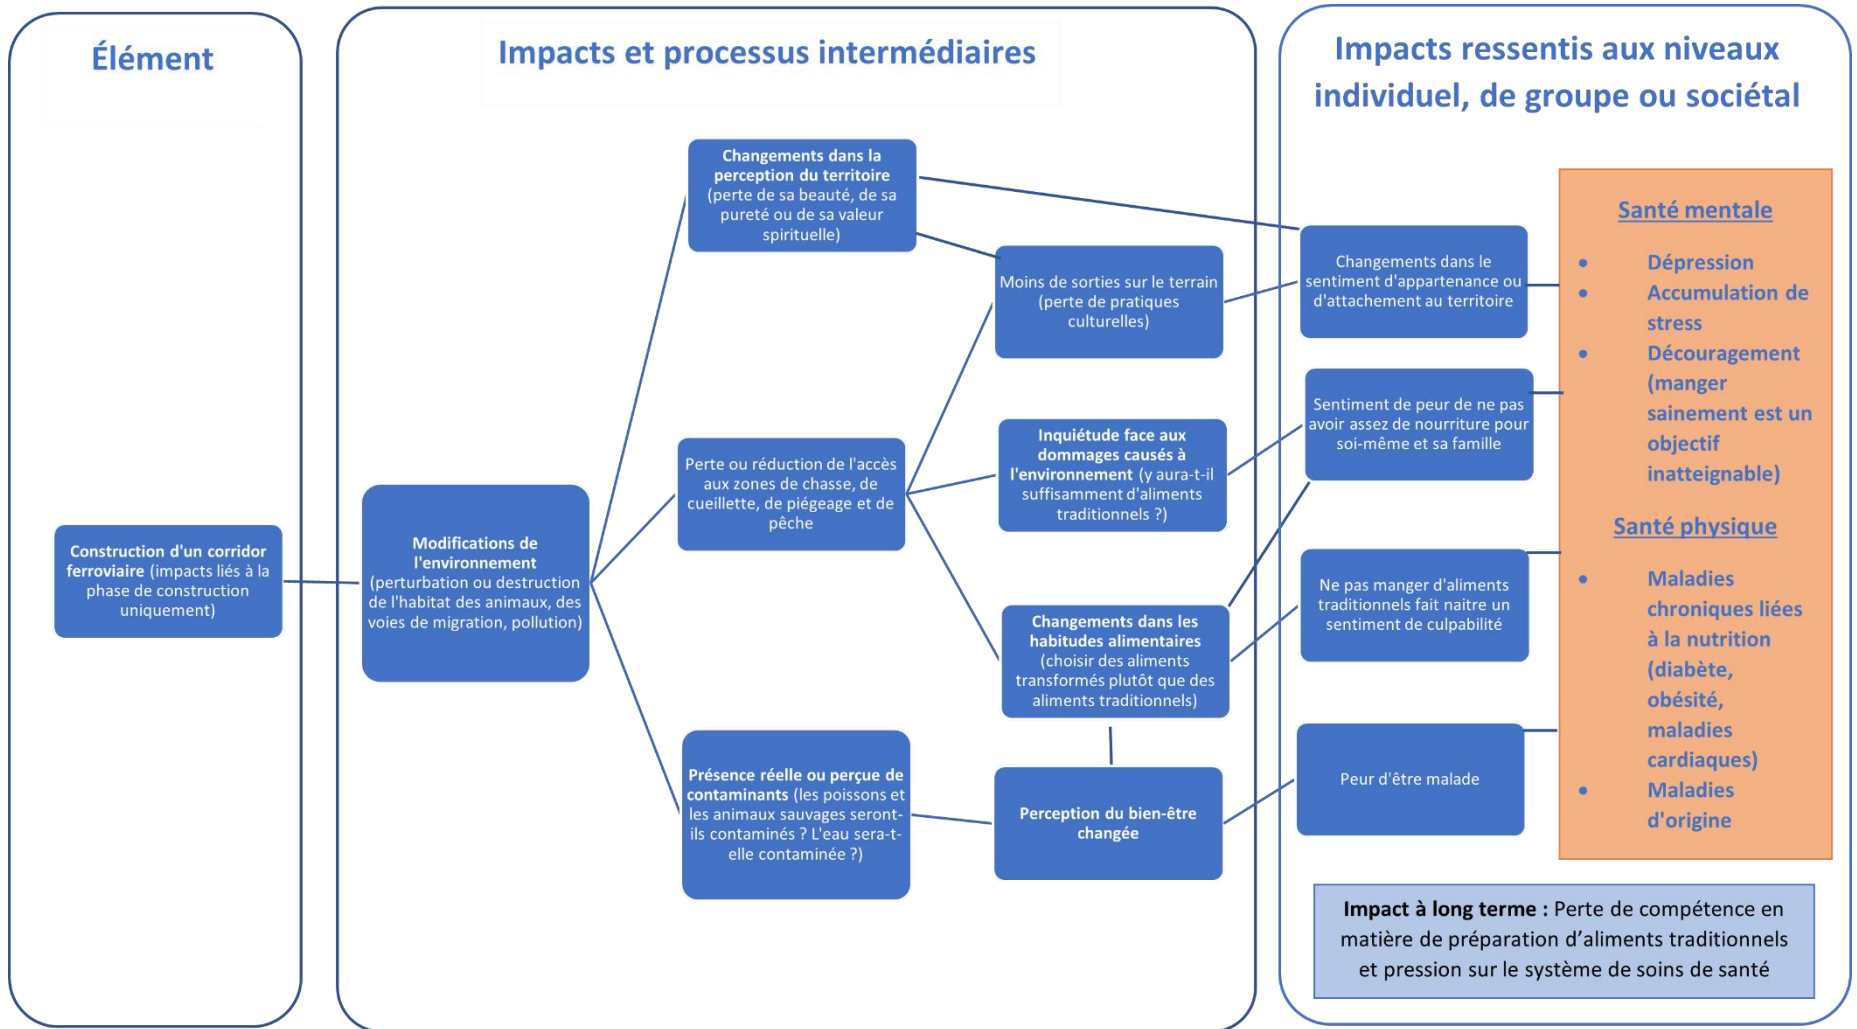 Élément
Impacts et processus intermédiaires
Impacts ressentis aux niveaux
individuel, de groupe ou sociétal
Construction d'un corridor
ferroviaire (impacts liés à la
phase de construction
uniquement)
Modifications de
l'environnement
(perturbation ou destruction
de l'habitat des animaux, des
voies de migration, pollution)
Changements dans la
perception du territoire
(perte de sa beauté, de sa
pureté ou de sa valeur
spirituelle)
Perte ou réduction de l'accès
aux zones de chasse, de
cueillette, de piégeage et de
pêche
Présence réelle ou perçue de
contaminants (les poissons et
les animaux sauvages seront-
ils contaminés ? L'eau sera-t-
elle contaminée ?)
Moins de sorties sur le terrain
(perte de pratiques
culturelles)
Inquiétude face aux
dommages causés à
l'environnement (y aura-t-il
suffisamment d'aliments
traditionnels ?)
Changements dans les
habitudes alimentaires
(choisir des aliments
transformés plutôt que des
aliments traditionnels)
Perception du bien-être
changée
Changements dans le
sentiment d'appartenance ou
d'attachement au territoire
Sentiment de peur de ne pas
avoir assez de nourriture pour
soi-même et sa famille
Ne pas manger d'aliments
traditionnels fait naitre un
sentiment de culpabilité
Peur d'être malade
Santé mentale
• Dépression
• Accumulation de
stress
• Découragement
(manger
sainement est un
objectif
inatteignable)
Santé physique
• Maladies
chroniques liées
à la nutrition
(diabète,
obésité,
maladies
cardiaques)
• Maladies
d'origine
Impact à long terme : Perte de compétence en
matière de préparation d’aliments traditionnels
et pression sur le système de soins de santé